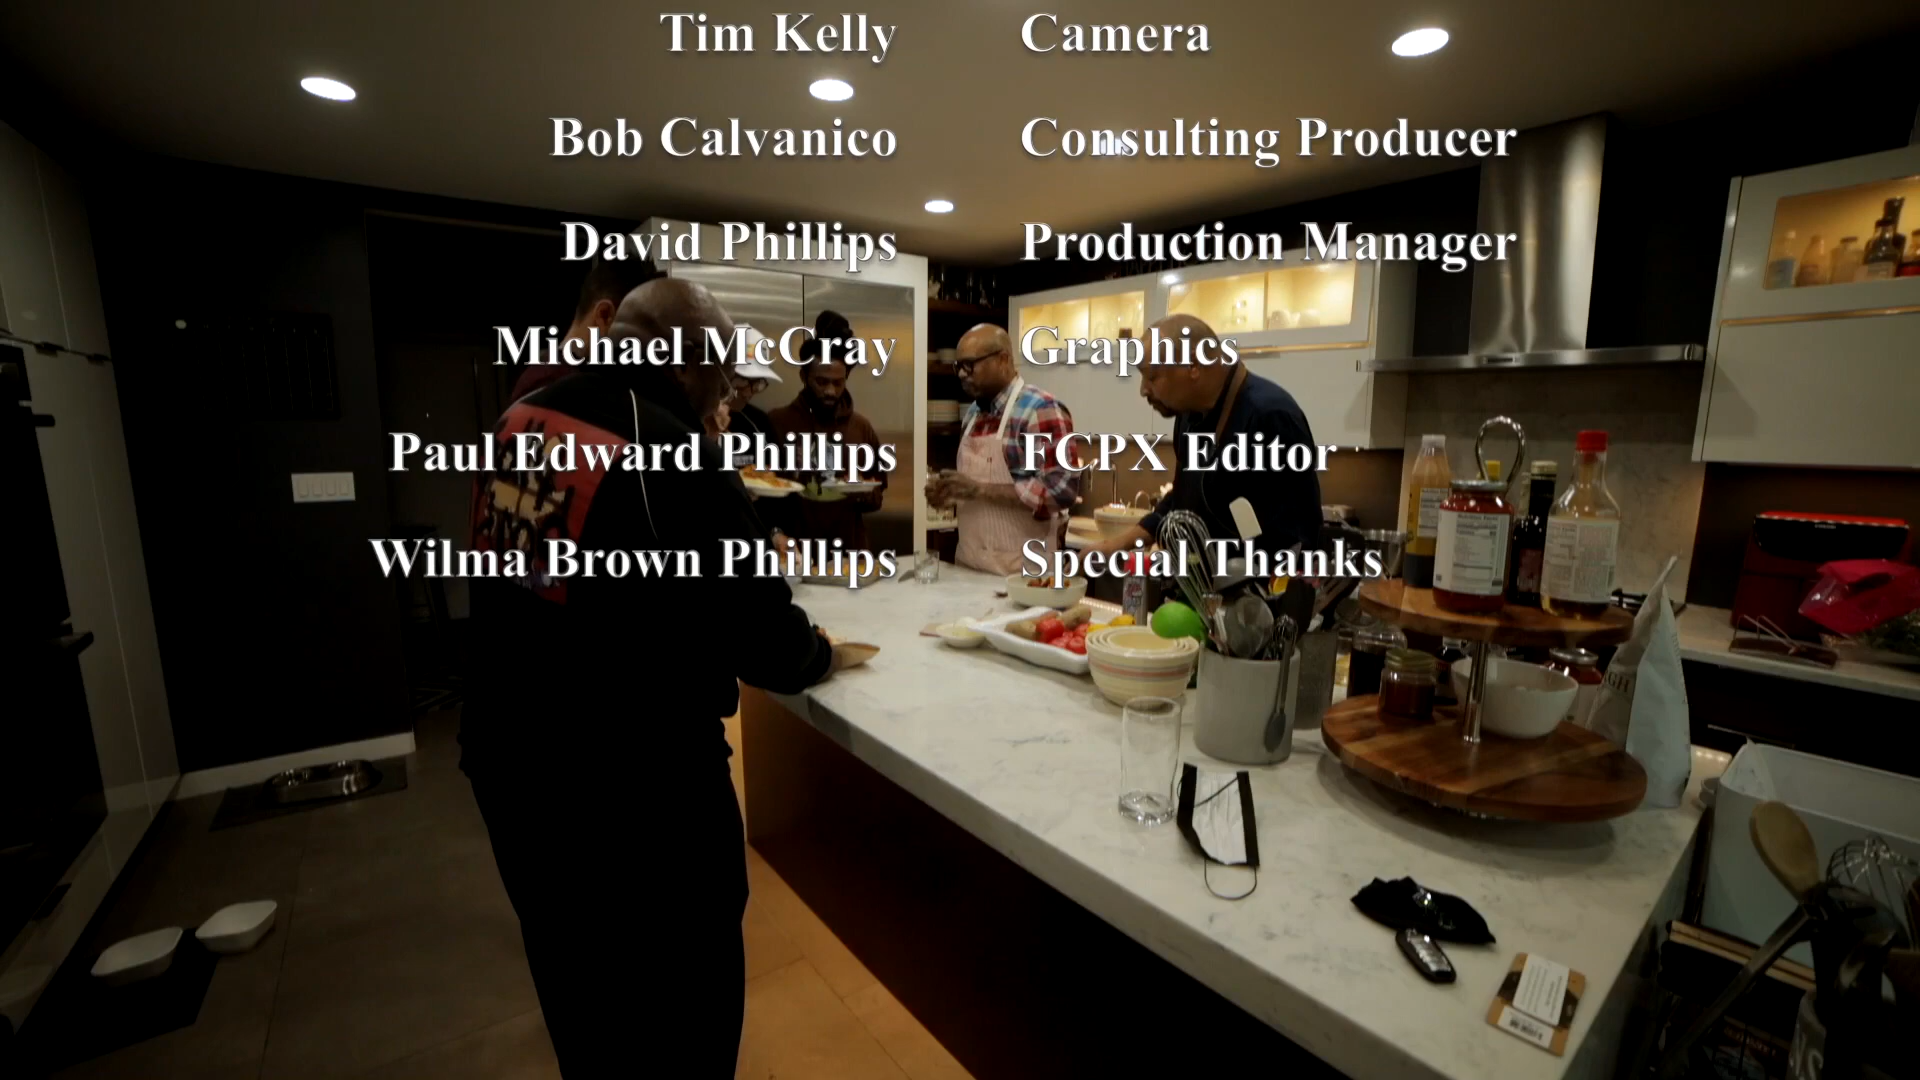 Tim Kelly Camera
Bob Calvanico Consulting Producer
David Phillips Production Manager
Michael McCray Graphics
Paul Edward Phillips FCPX Editor
Wilma Brown Phillips Special Thanks